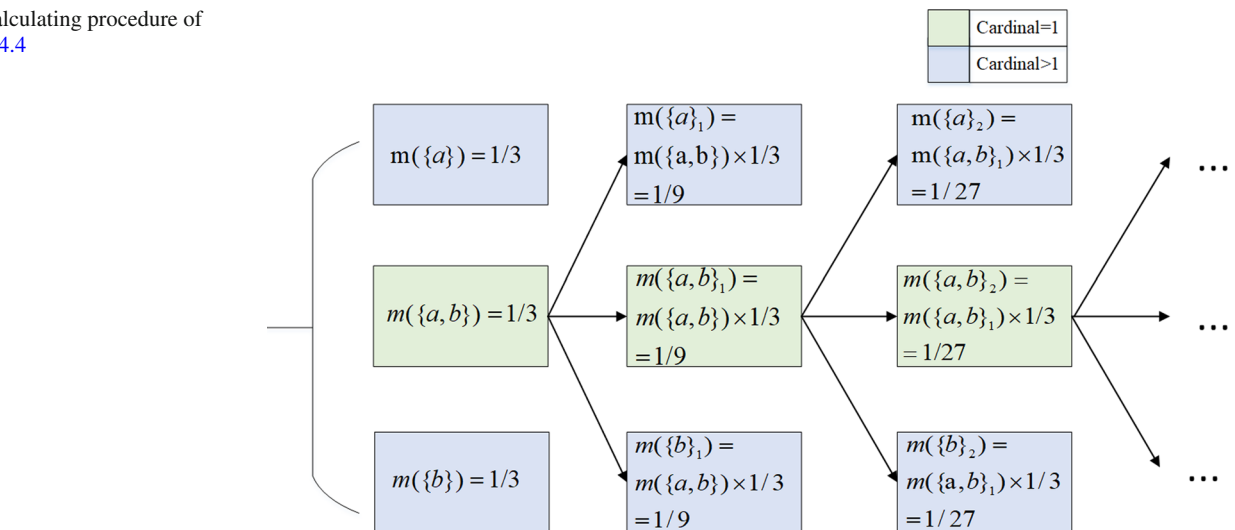 alculating procedure of
4.4
Cardinal=1
Cardinal>1
m({a}) = 1/3
m({a}₁) =
m({a,b})×1/3
=1/9
m({a}₂) =
m({a,b}₁)×1/3
=1/27
...
m({a,b}) = 1/3
m({a,b}₁) =
m({a,b})×1/3
=1/9
m({a,b}₂) =
m({a,b}₁)×1/3
=1/27
...
m({b}) = 1/3
m({b}₁) =
m({a,b})×1/3
=1/9
m({b}₂) =
m({a,b}₁)×1/3
=1/27
...